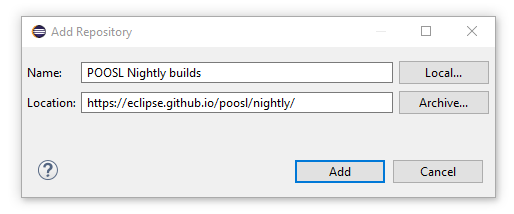 Add Repository
Name: POOSL Nightly builds Local...
Location: https://eclipse.github.io/poosl/nightly/ Archive...
? Add Cancel